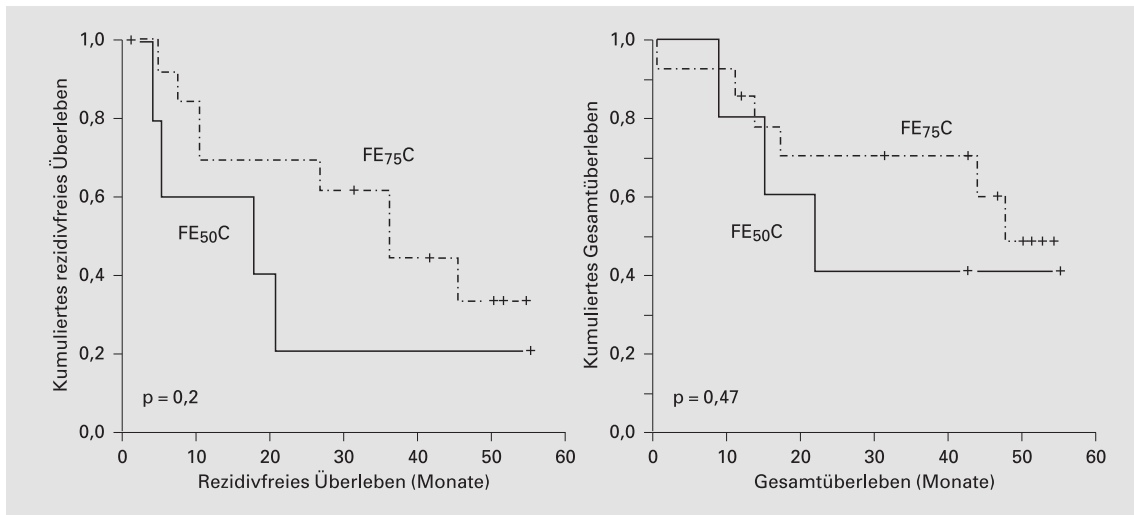 Kumuliertes rezidivfreies Überleben
1,0
0,8
0,6
0,4
0,2
0,0
FE75C
FE50C
p = 0,2
0 10 20 30 40 50 60
Rezidivfreies Überleben (Monate)
Kumuliertes Gesamtüberleben
1,0
0,8
0,6
0,4
0,2
0,0
FE75C
FE50C
p = 0,47
0 10 20 30 40 50 60
Gesamtüberleben (Monate)